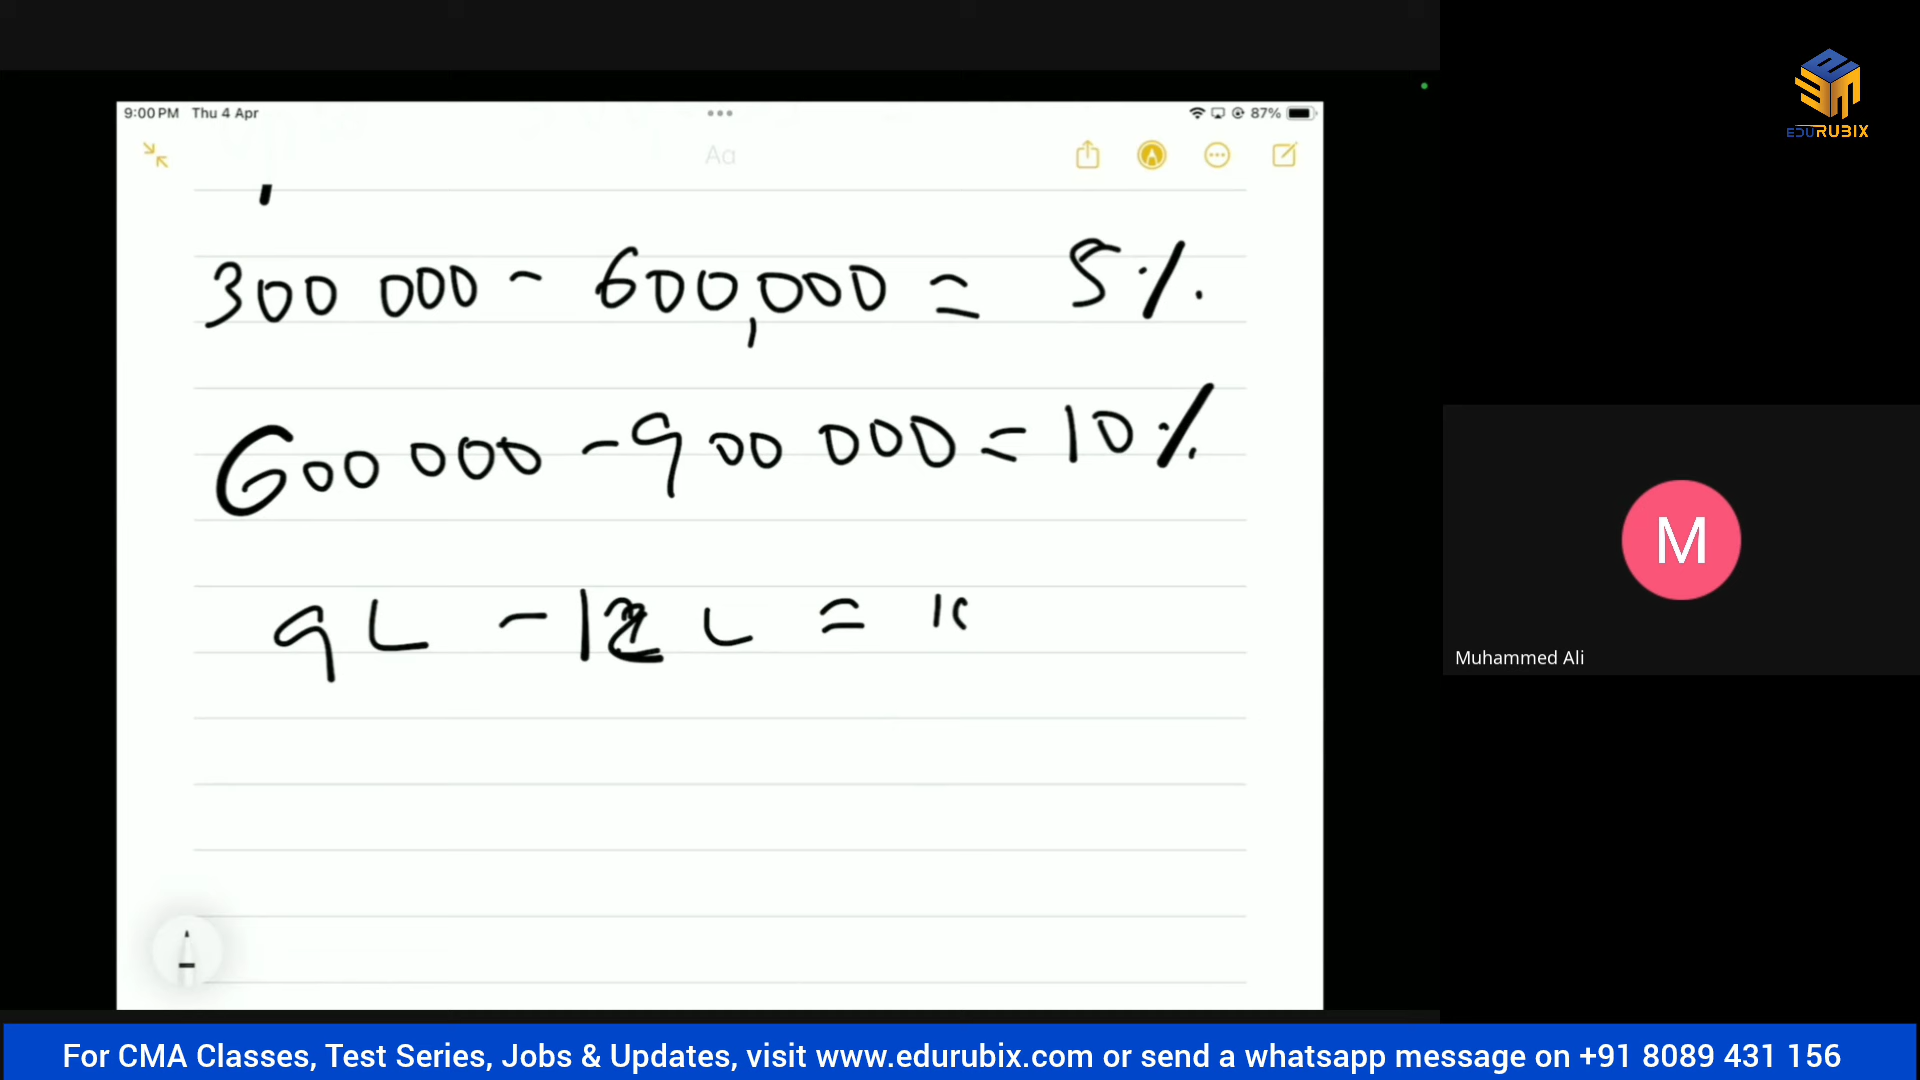 EDURUBIX
9:00 PM Thu 4 Apr
87%
Aa
300 000 - 600,000 = 5%
600 000 - 900 000 = 10%
9L - 12 L = 10
M
Muhammed Ali
For CMA Classes, Test Series, Jobs & Updates, visit www.edurubix.com or send a whatsapp message on +91 8089 431 156